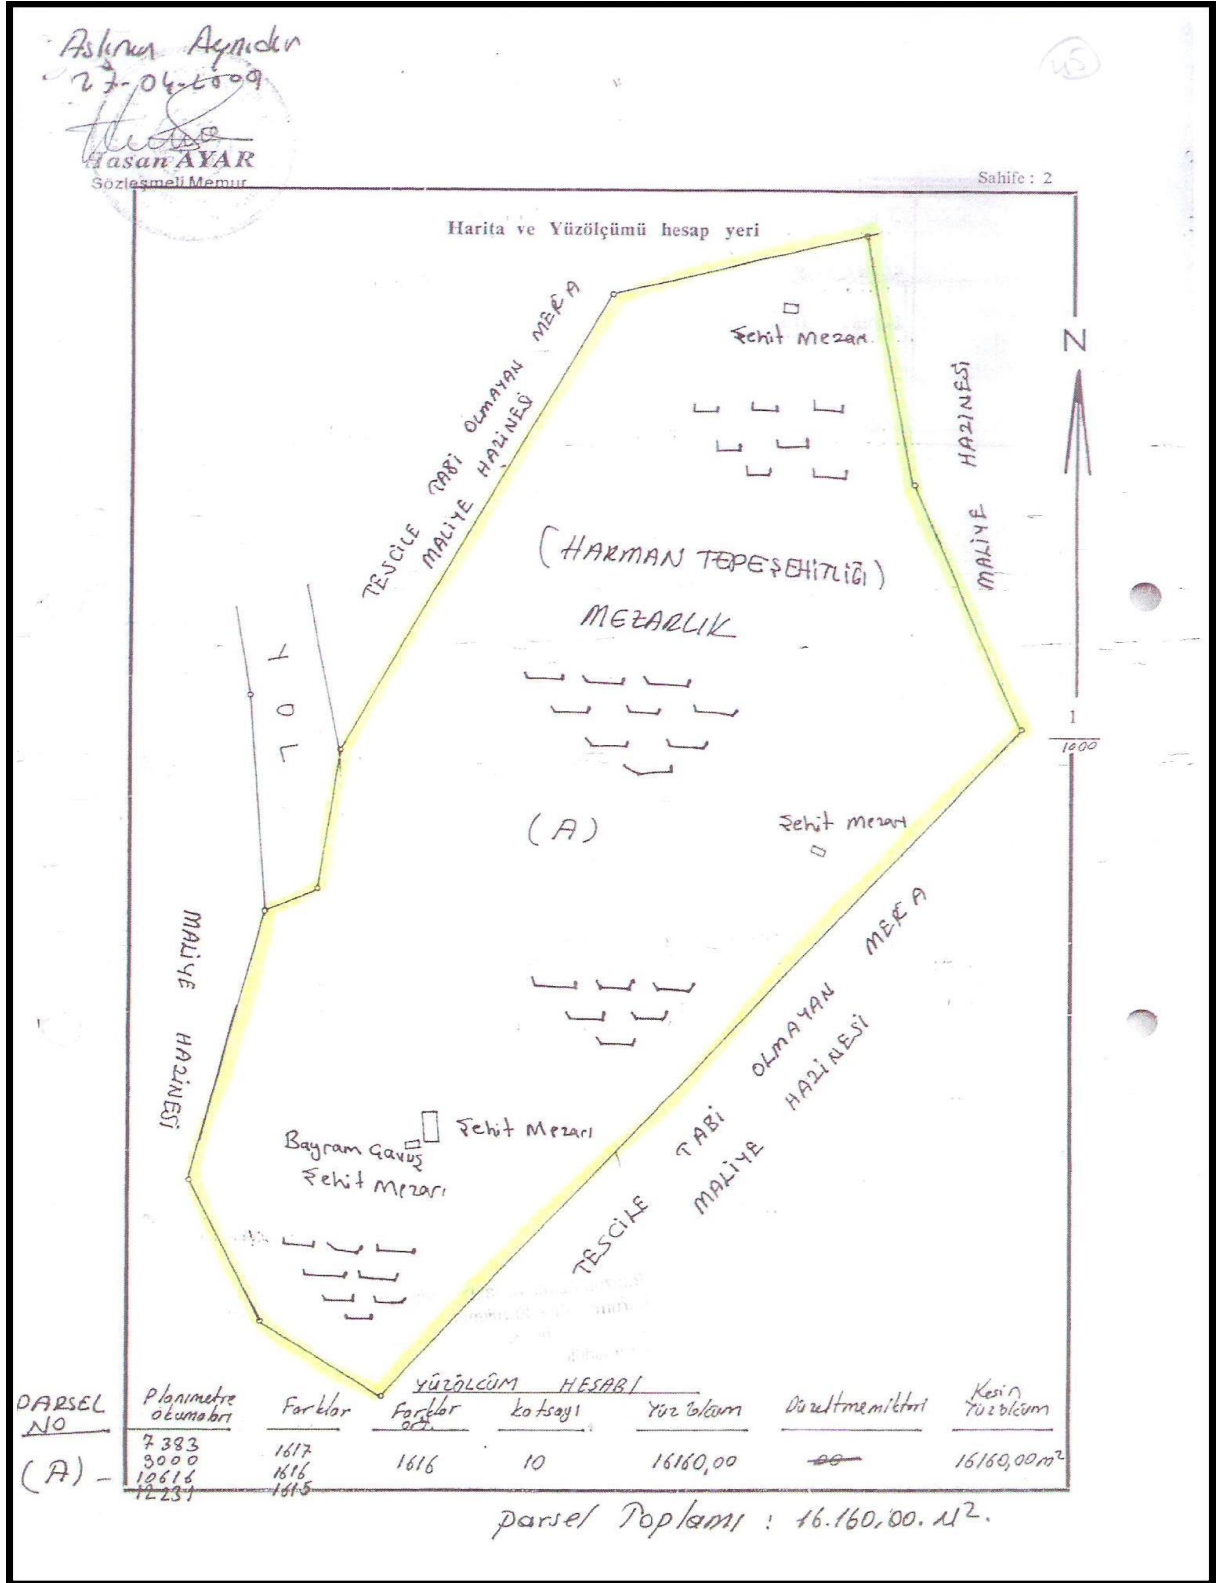 Aslının Aynıdır
27-04-2009
Hasan AYAR
Sözleşmeli Memur
45
Sahife : 2
Harita ve Yüzölçümü hesap yeri
TESCİLE TABİ OLMAYAN MER'A
MALİYE HAZİNESİ
Şehit Mezarı
N
MALİYE HAZİNESİ
(HARMAN TEPE ŞEHİTLİĞİ)
MEZARLIK
YOL
1
1000
(A)
Şehit Mezarı
MALİYE HAZİNESİ
TESCİLE TABİ OLMAYAN MER'A
MALİYE HAZİNESİ
Şehit Mezarı
Bayram Çavuş
Şehit Mezarı
YÜZÖLÇÜM HESABI
PARSEL NO Planimetre okumaları Farklar Farklar ort. Katsayı Yüzölçüm Düzeltme miktarı Kesin Yüzölçüm
7383
9000 1617
(A) - 10616 1616 1616 10 16160,00 00 16160,00 m²
12231 1615
Parsel Toplamı : 16.160,00. M².